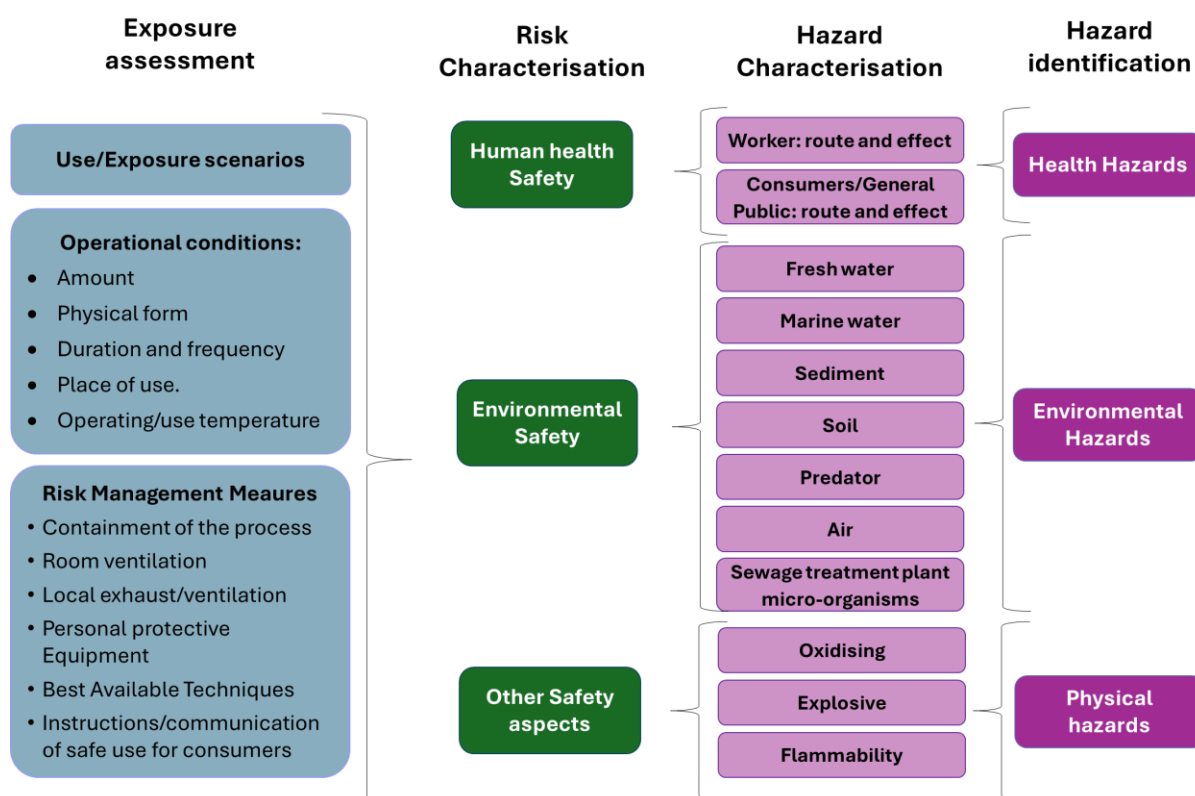 Exposure
assessment
Risk
Characterisation
Hazard
Characterisation
Hazard
identification
Use/Exposure scenarios
Operational conditions:
• Amount
• Physical form
• Duration and frequency
• Place of use.
• Operating/use temperature
Risk Management Meaures
• Containment of the process
• Room ventilation
• Local exhaust/ventilation
• Personal protective
Equipment
• Best Available Techniques
• Instructions/communication
of safe use for consumers
Human health
Safety
Environmental
Safety
Other Safety
aspects
Worker: route and effect
Consumers/General
Public: route and effect
Fresh water
Marine water
Sediment
Soil
Predator
Air
Sewage treatment plant
micro-organisms
Oxidising
Explosive
Flammability
Health Hazards
Environmental
Hazards
Physical
hazards